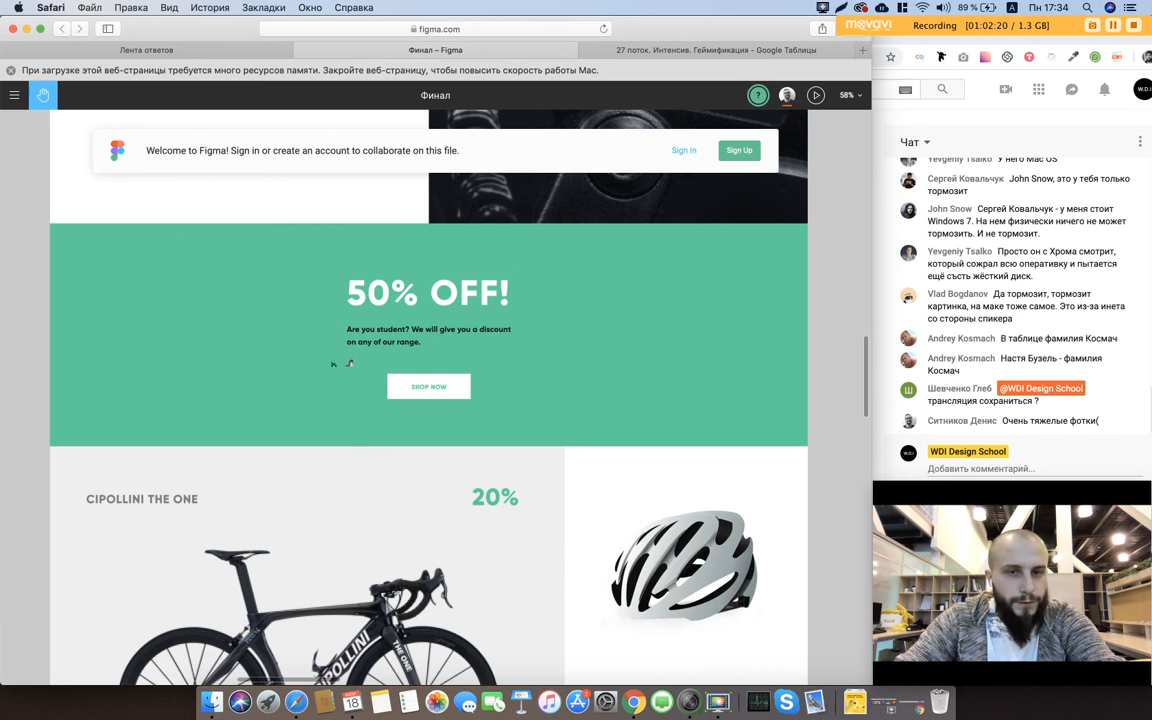 Safari Файл Правка Вид История Закладки Окно Справка 89 % A Пн 17:34
figma.com
movavi Recording [01:02:20 / 1.3 GB]
Лента ответов Финал – Figma 27 поток. Интенсив. Геймификация - Google Таблицы
При загрузке этой веб-страницы требуется много ресурсов памяти. Закройте веб-страницу, чтобы повысить скорость работы Mac.
Финал ? 58%
W.D.I
Welcome to Figma! Sign in or create an account to collaborate on this file. Sign In Sign Up
50% OFF!
Are you student? We will give you a discount
on any of our range.
SHOP NOW
CIPOLLINI THE ONE 20%
CIPOLLINI
THE ONE
Чат
Yevgeniy Tsalko У него Mac OS
Сергей Ковальчук John Snow, это у тебя только
тормозит
John Snow Сергей Ковальчук - у меня стоит
Windows 7. На нем физически ничего не может
тормозить. И не тормозит.
Yevgeniy Tsalko Просто он с Хрома смотрит,
который сожрал всю оперативку и пытается
ещё състь жёсткий диск.
Vlad Bogdanov Да тормозит, тормозит
картинка, на маке тоже самое. Это из-за инета
со стороны спикера
Andrey Kosmach В таблице фамилия Космач
Andrey Kosmach Настя Бузель - фамилия
Космач
Ш Шевченко Глеб @WDI Design School
трансляция сохраниться ?
Ситников Денис Очень тяжелые фотки(
W.D.I WDI Design School
Добавить комментарий...
18